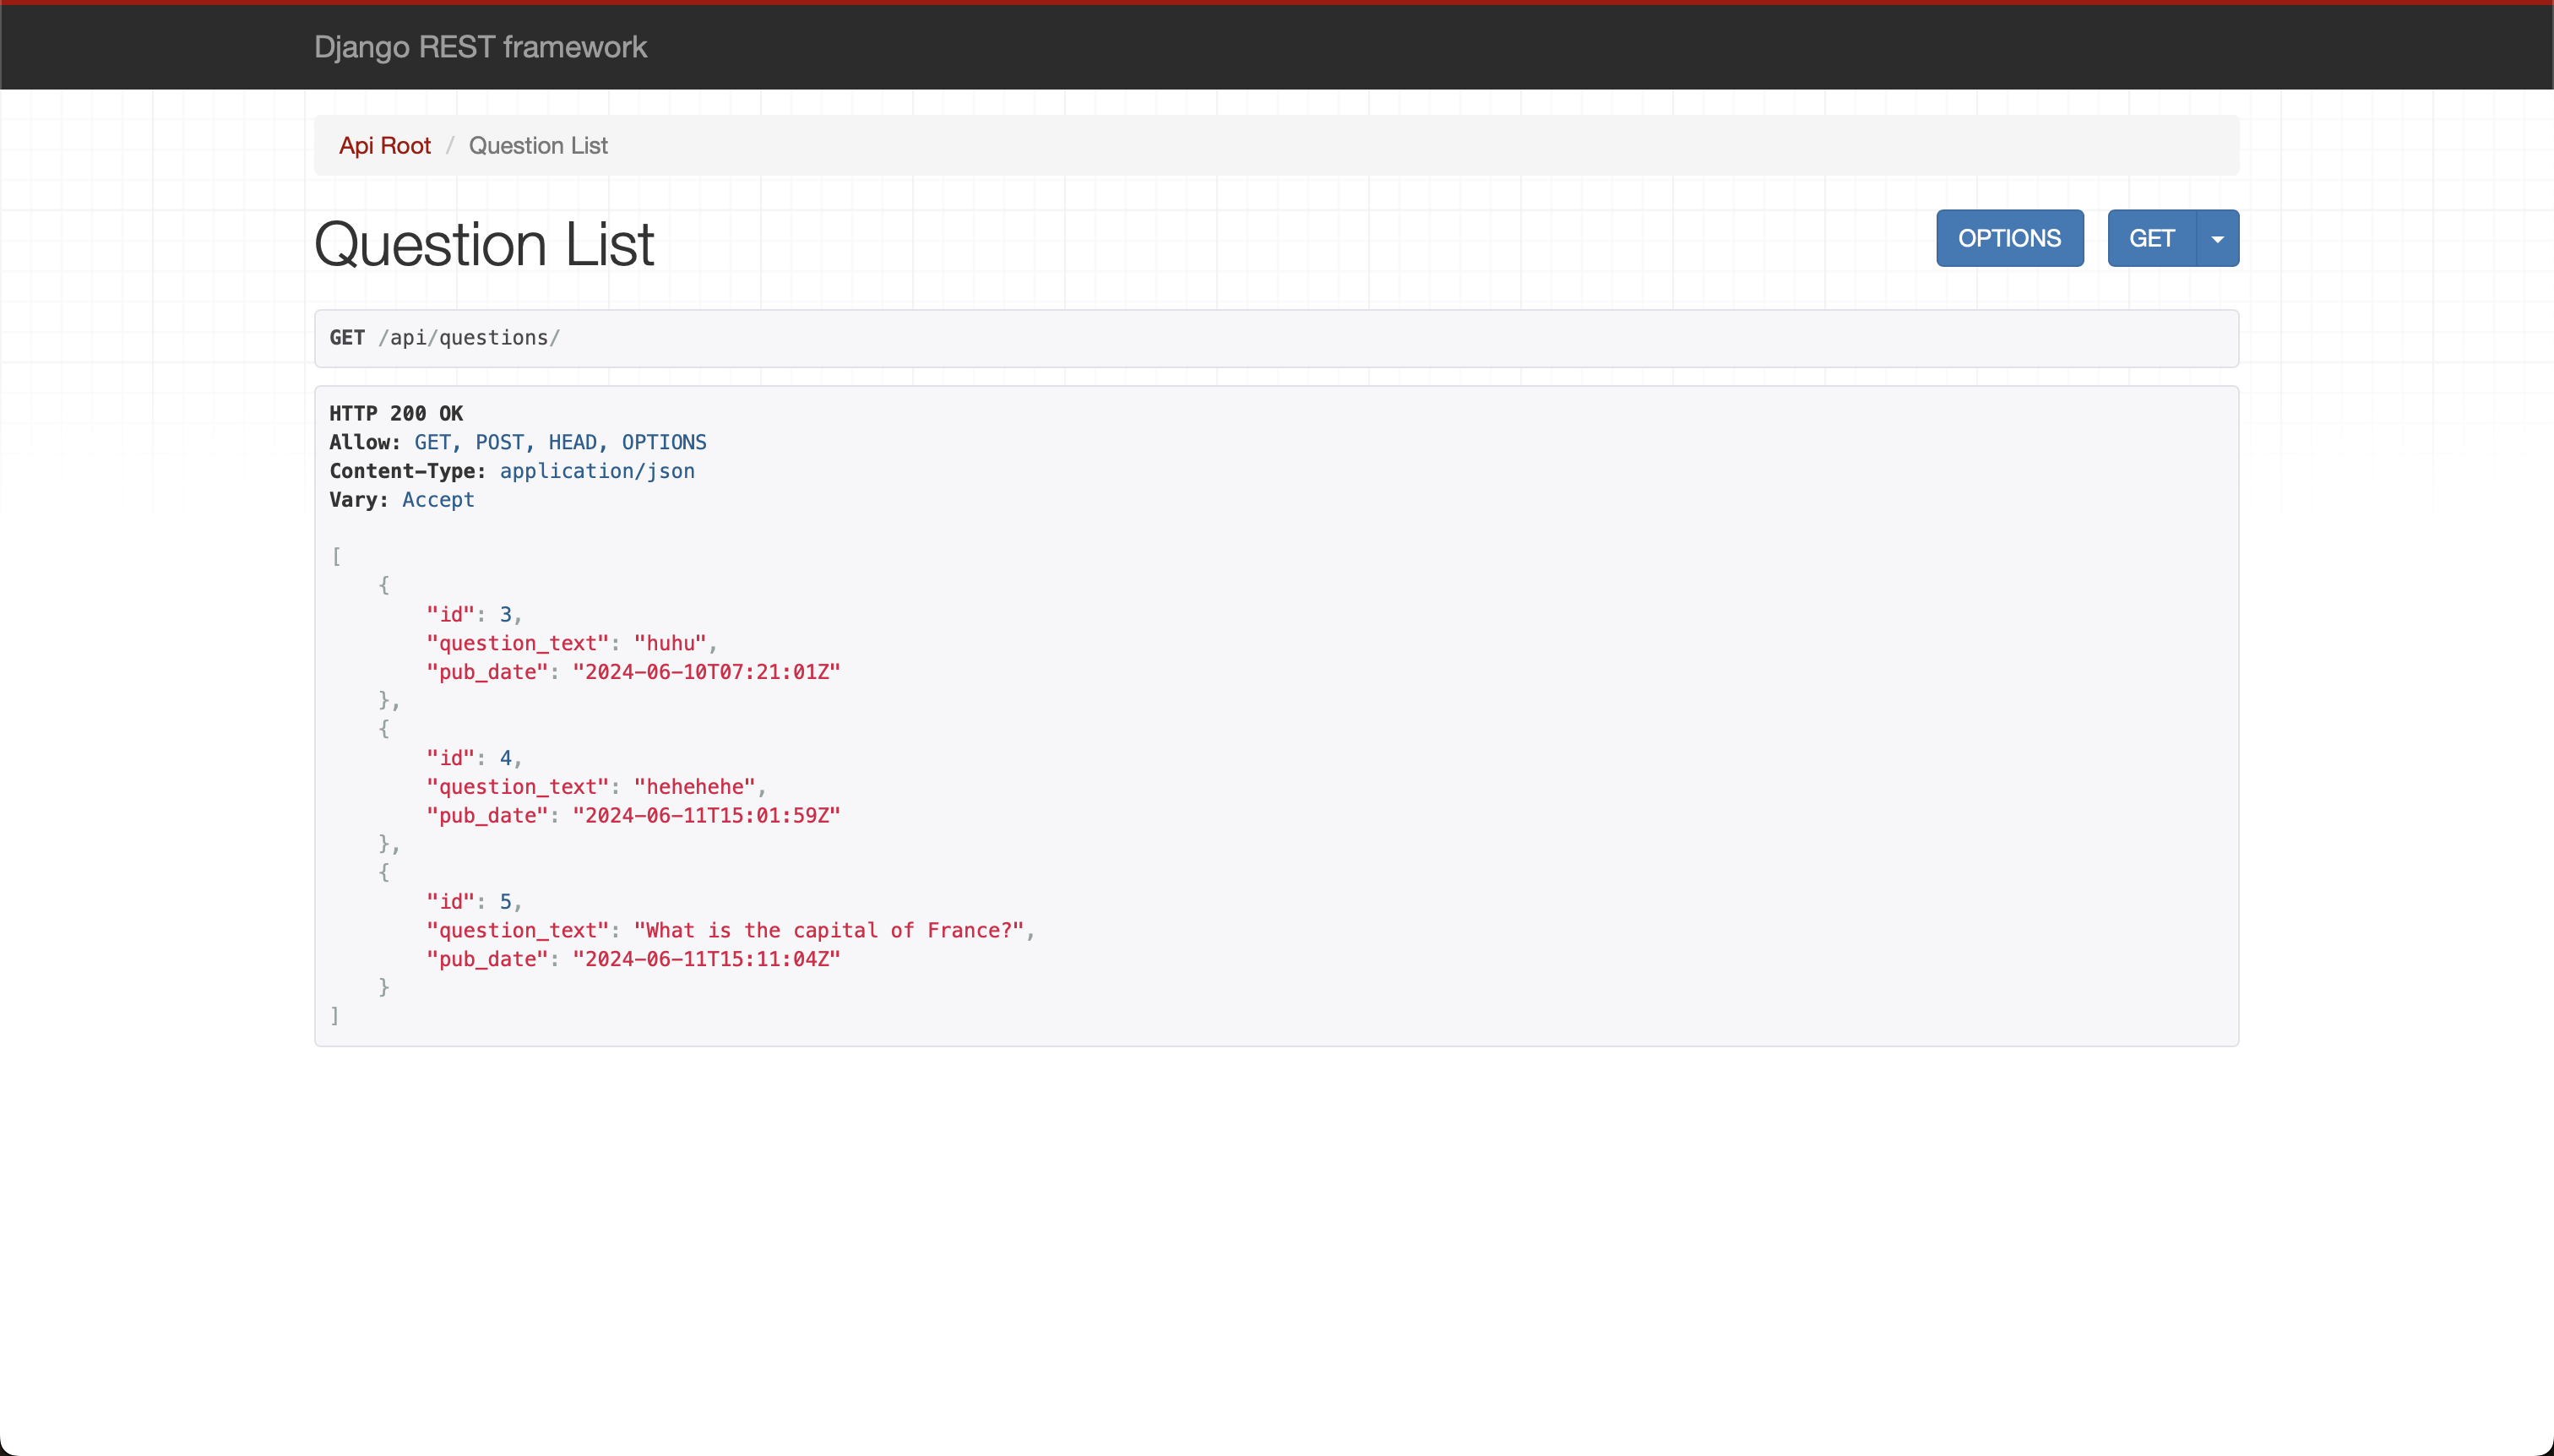 Django REST framework
Api Root / Question List
Question List
OPTIONS GET
GET /api/questions/
HTTP 200 OK
Allow: GET, POST, HEAD, OPTIONS
Content-Type: application/json
Vary: Accept
[
    {
        "id": 3,
        "question_text": "huhu",
        "pub_date": "2024-06-10T07:21:01Z"
    },
    {
        "id": 4,
        "question_text": "hehehehe",
        "pub_date": "2024-06-11T15:01:59Z"
    },
    {
        "id": 5,
        "question_text": "What is the capital of France?",
        "pub_date": "2024-06-11T15:11:04Z"
    }
]